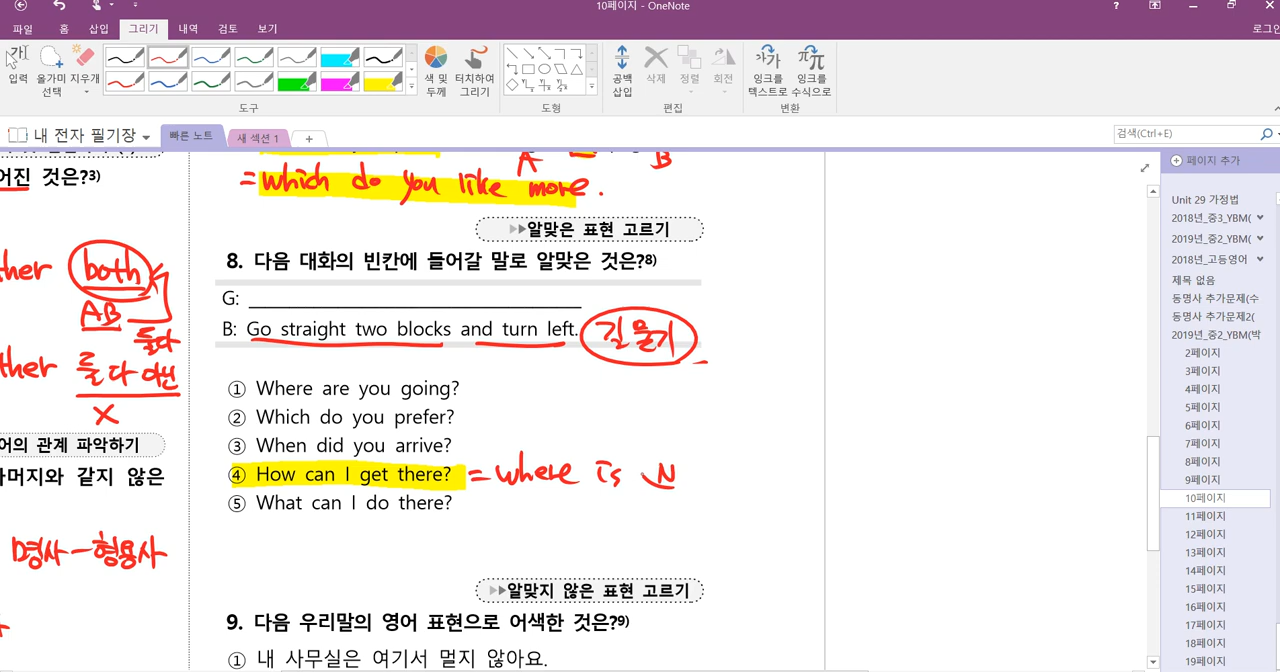 10페이지 - OneNote
?
로그인
파일 홈 삽입 그리기 내역 검토 보기
입력
올가미
선택
지우개
색 및
두께
터치하여
그리기
공백
삽입
삭제
정렬
회전
잉크를
텍스트로
잉크를
수식으로
도구
도형
편집
변환
내 전자 필기장
빠른 노트
새 섹션 1
+
검색(Ctrl+E)
페이지 추가
Unit 29 가정법
2018년_중3_YBM(
2019년_중2_YBM(
2018년_고등영어
제목 없음
동명사 추가문제(수
동명사 추가문제2(
2019년_중2_YBM(박
2페이지
3페이지
4페이지
5페이지
6페이지
7페이지
8페이지
9페이지
10페이지
11페이지
12페이지
13페이지
14페이지
15페이지
16페이지
17페이지
18페이지
19페이지
어진 것은?3)
ther both
AB
둘다
ther 둘 다 아닌
X
어의 관계 파악하기
나머지와 같지 않은
명사-형용사
A B
= which do you like more.
▶▶알맞은 표현 고르기
8. 다음 대화의 빈칸에 들어갈 말로 알맞은 것은?8)
G: ______________________________
B: Go straight two blocks and turn left. 길 묻기
① Where are you going?
② Which do you prefer?
③ When did you arrive?
④ How can I get there? = where is N
⑤ What can I do there?
▶▶알맞지 않은 표현 고르기
9. 다음 우리말의 영어 표현으로 어색한 것은?9)
① 내 사무실은 여기서 멀지 않아요.